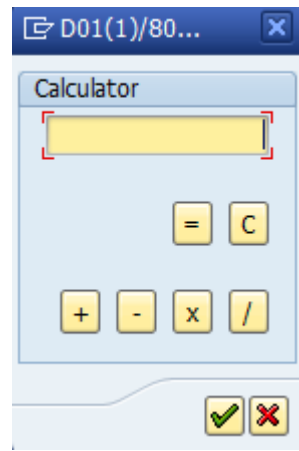 D01(1)/80...
Calculator
= C
+ - x /